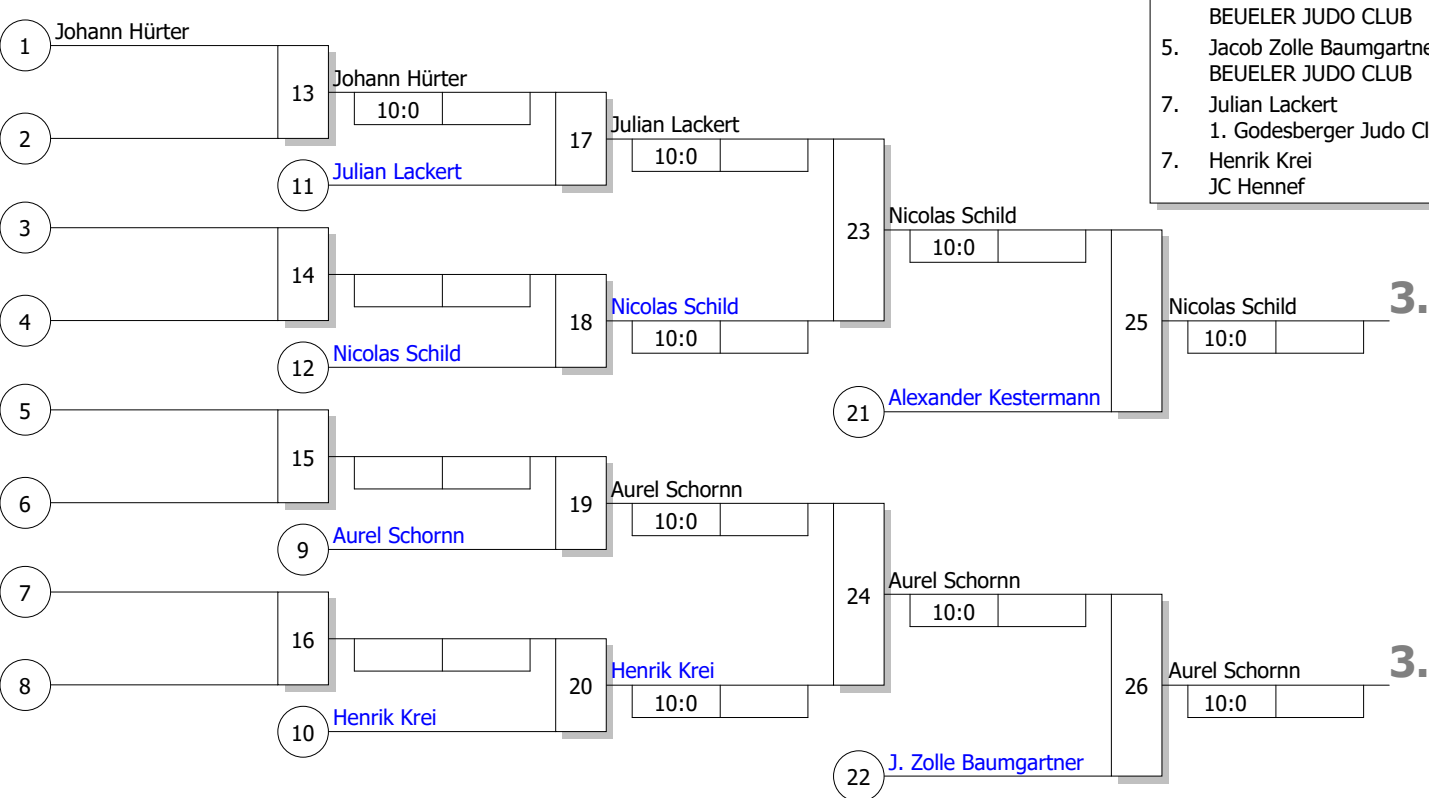 Johann Hürter
1
13
Johann Hürter
10:0
2
17
Julian Lackert
10:0
11
Julian Lackert
3
23
Nicolas Schild
10:0
14
4
18
Nicolas Schild
10:0
12
Nicolas Schild
25
Nicolas Schild
10:0
3.
21
Alexander Kestermann
5
15
6
19
Aurel Schornn
10:0
9
Aurel Schornn
7
24
Aurel Schornn
10:0
16
8
20
Henrik Krei
10:0
10
Henrik Krei
26
Aurel Schornn
10:0
3.
22
J. Zolle Baumgartner
BEUELER JUDO CLUB
5. Jacob Zolle Baumgartne
BEUELER JUDO CLUB
7. Julian Lackert
1. Godesberger Judo Cl
7. Henrik Krei
JC Hennef